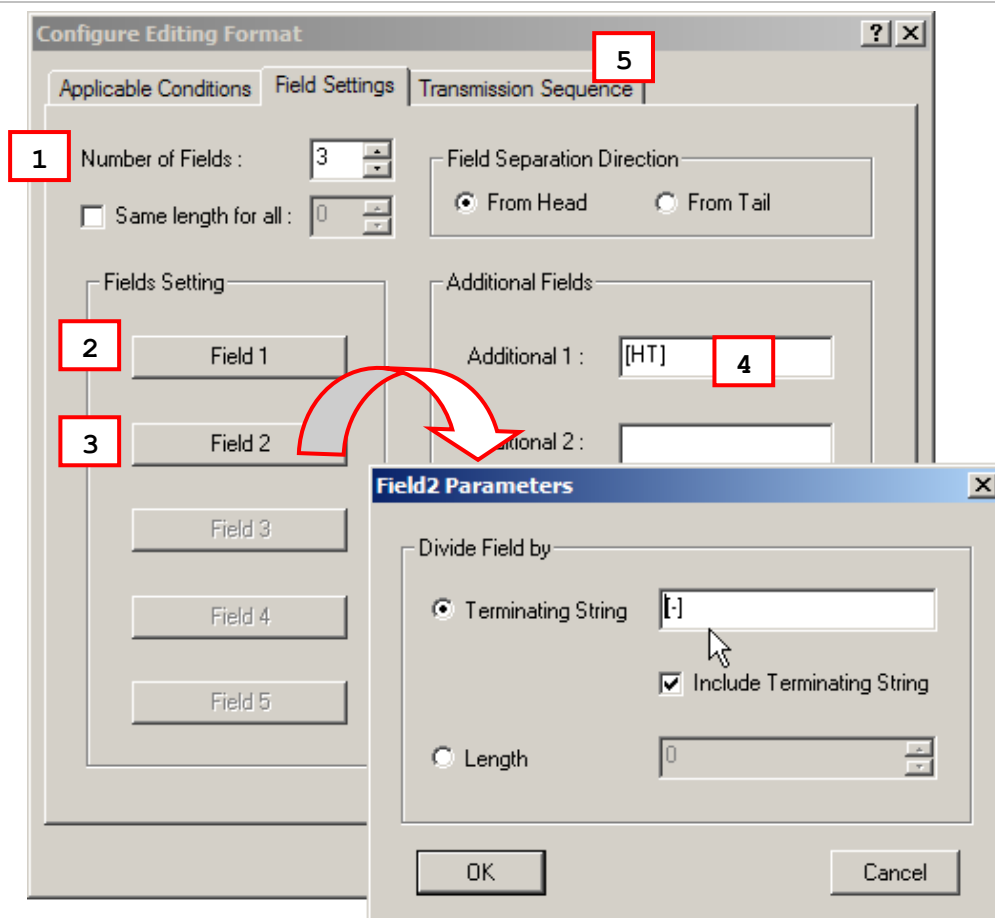 Configure Editing Format
5
Applicable Conditions Field Settings Transmission Sequence
1 Number of Fields : 3
Field Separation Direction
From Head From Tail
Same length for all : 0
Fields Setting
Additional Fields
2 Field 1
Additional 1 : [HT] 4
3 Field 2
itional 2 :
Field2 Parameters
Field 3
Divide Field by
Terminating String [-]
Field 4
Include Terminating String
Field 5
Length 0
OK Cancel